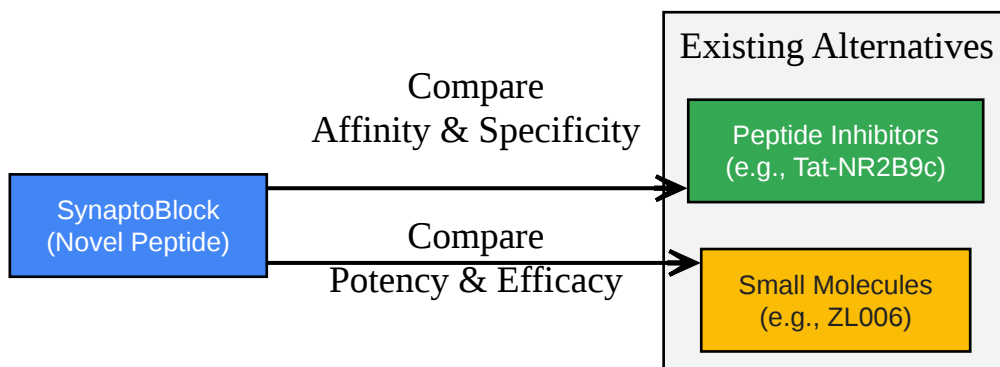 Existing Alternatives
Compare
Affinity & Specificity
Peptide Inhibitors
(e.g., Tat-NR2B9c)
SynaptoBlock
(Novel Peptide)
Compare
Potency & Efficacy
Small Molecules
(e.g., ZL006)